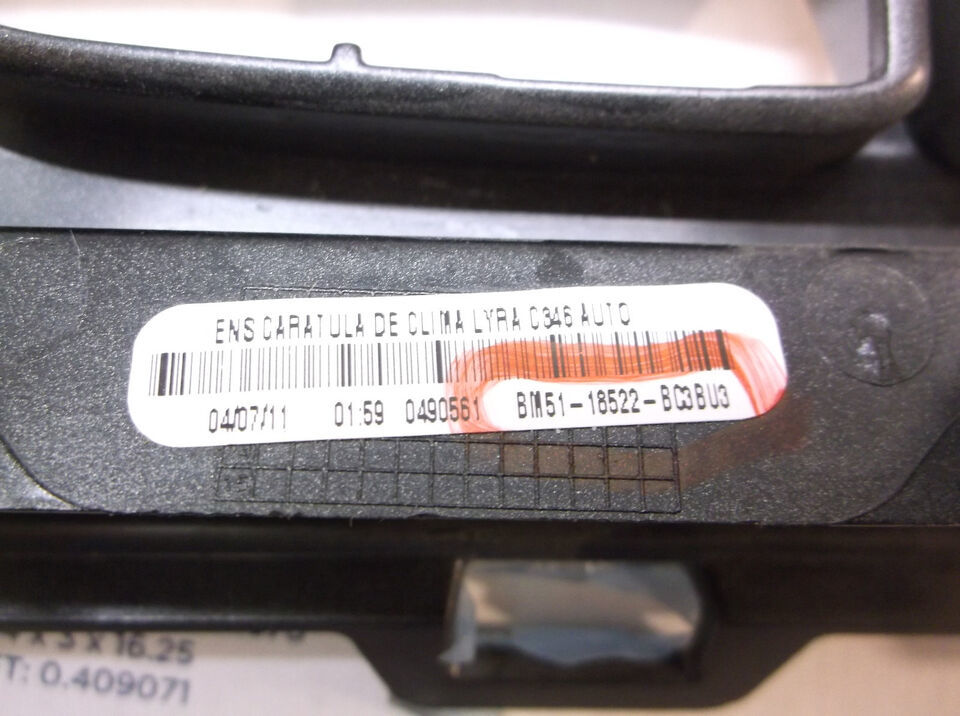 ENS CARATULA DE CLIMA LYRA C346 AUTO
04/07/11 01:59 0490561 BM51-18522-BC3BU3
X 3 X 16.25
FT: 0.409071